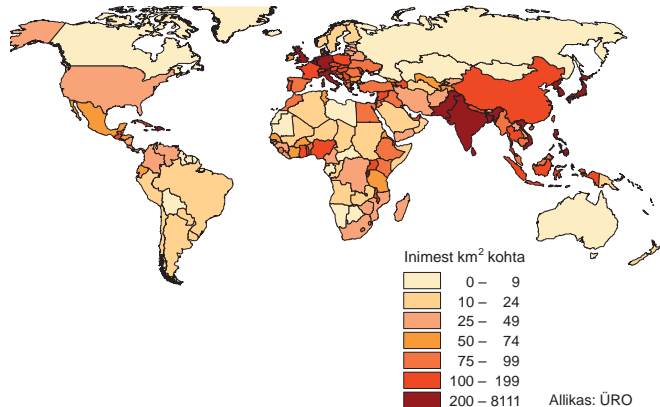 Inimest km² kohta
0 – 9
10 – 24
25 – 49
50 – 74
75 – 99
100 – 199
200 – 8111
Allikas: ÜRO